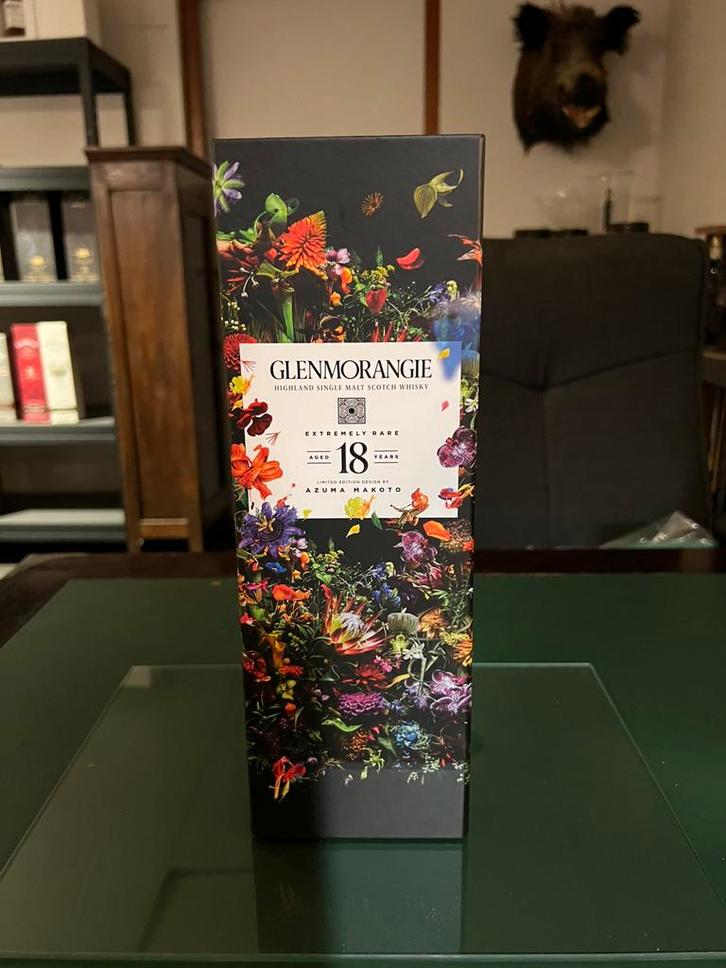 GLENMORANGIE
HIGHLAND SINGLE MALT SCOTCH WHISKY
EXTREMELY RARE
AGED 18 YEARS
LIMITED EDITION DESIGN BY
AZUMA MAKOTO